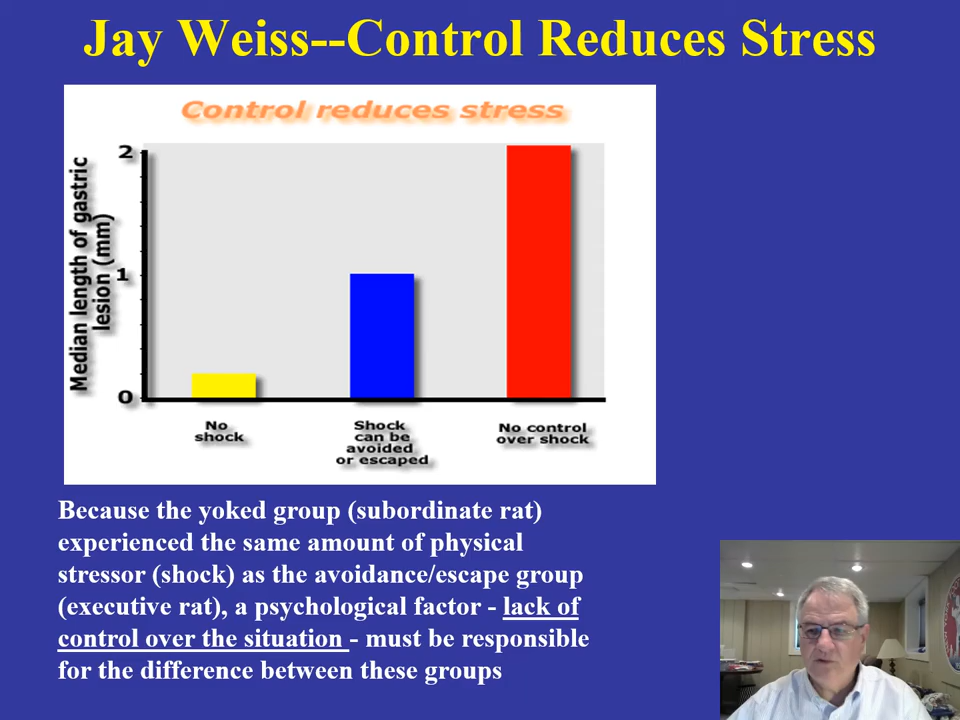 Jay Weiss--Control Reduces Stress
Control reduces stress
Median length of gastric
lesion (mm)
2
1
0
No
shock
Shock
can be
avoided
or escaped
No control
over shock
Because the yoked group (subordinate rat)
experienced the same amount of physical
stressor (shock) as the avoidance/escape group
(executive rat), a psychological factor - lack of
control over the situation - must be responsible
for the difference between these groups